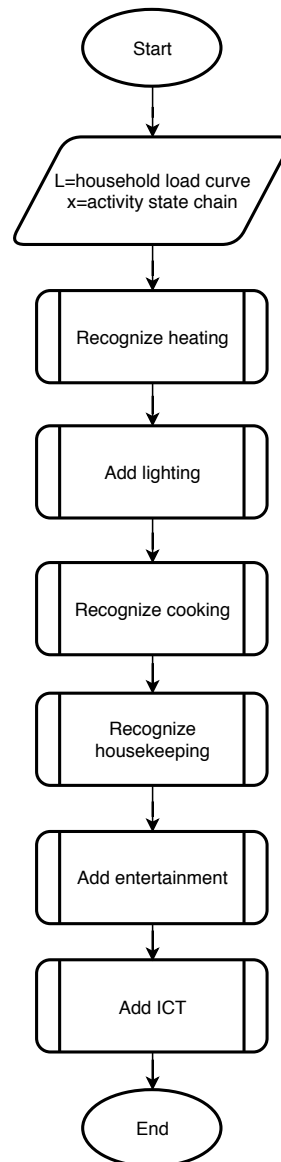 Start
L=household load curve
x=activity state chain
Recognize heating
Add lighting
Recognize cooking
Recognize
housekeeping
Add entertainment
Add ICT
End